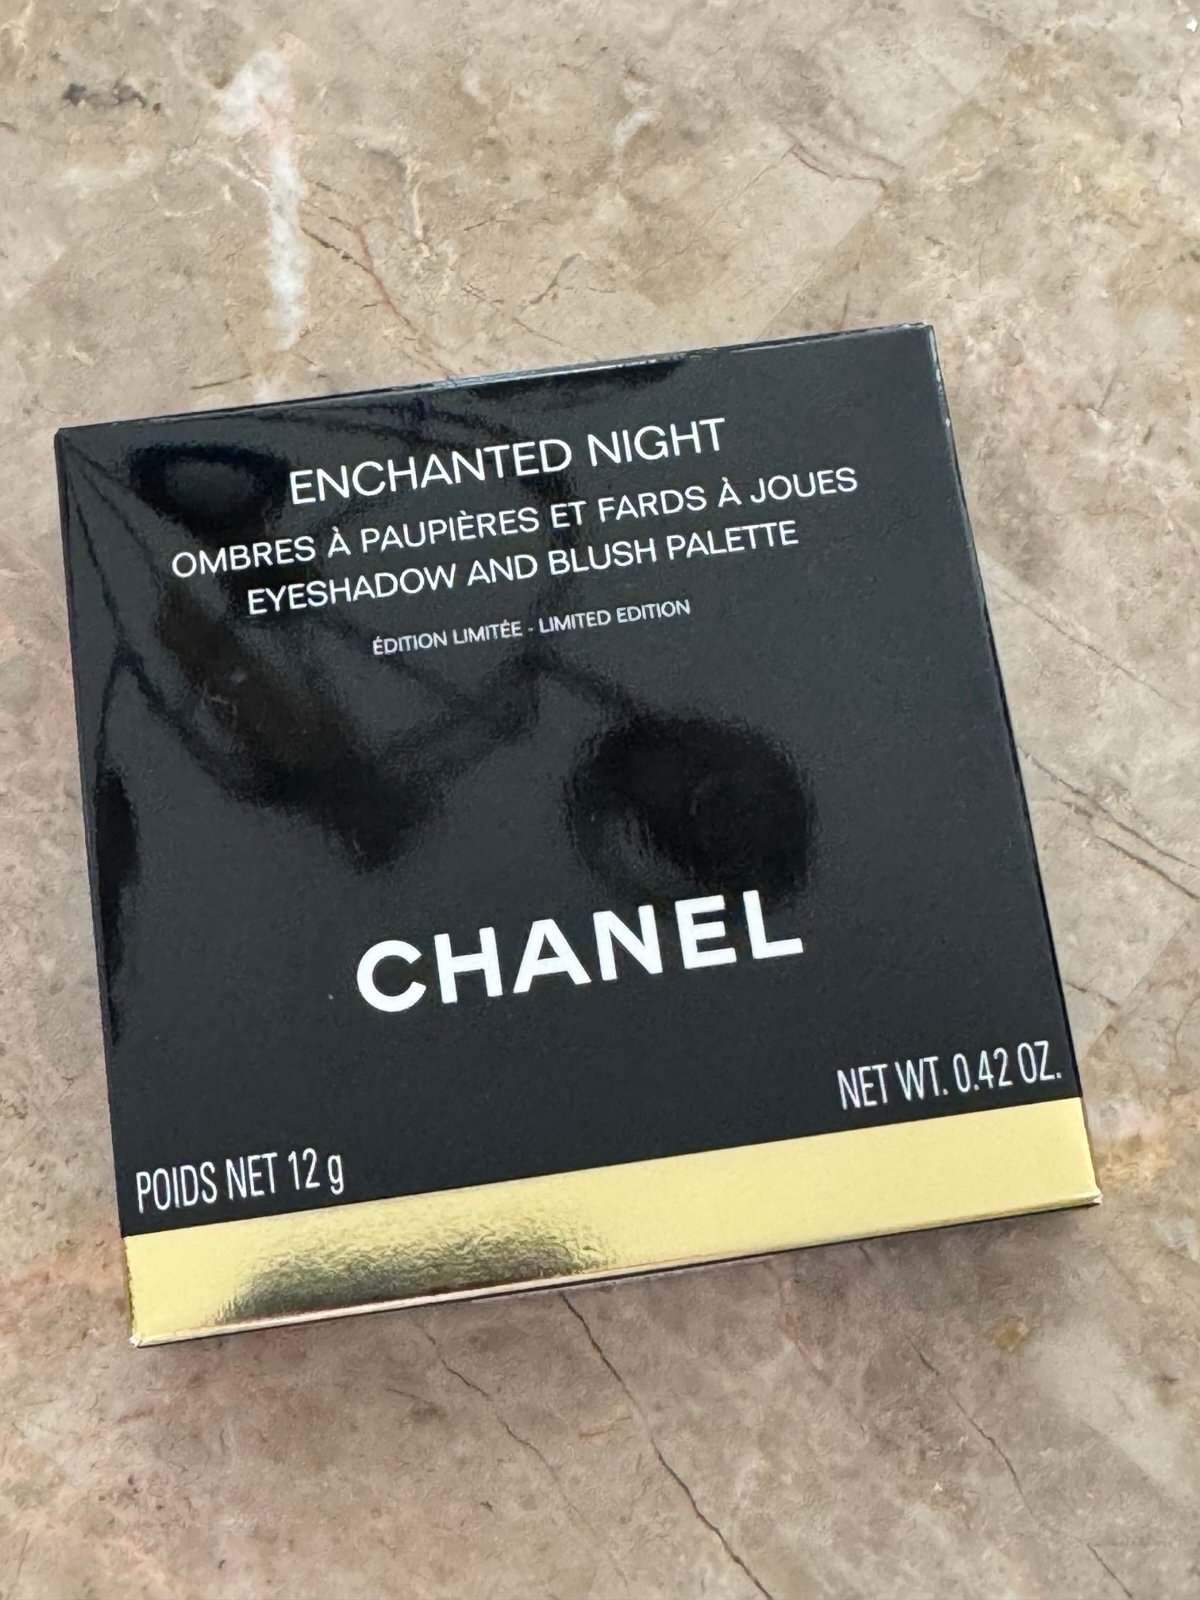 ENCHANTED NIGHT
OMBRES À PAUPIÈRES ET FARDS À JOUES
EYESHADOW AND BLUSH PALETTE
ÉDITION LIMITÉE - LIMITED EDITION
CHANEL
POIDS NET 12 g
NET WT. 0.42 OZ.